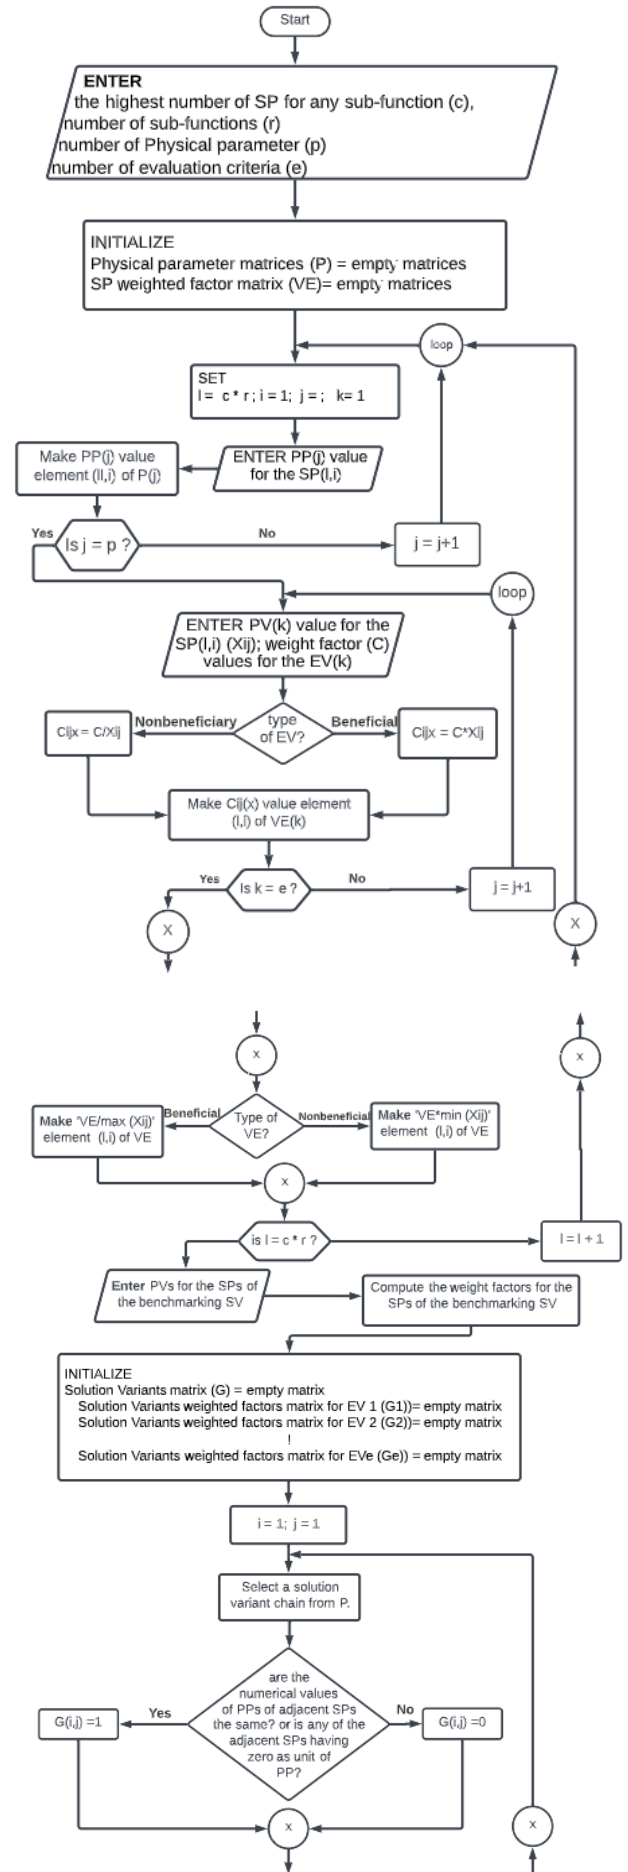 Start
ENTER
the highest number of SP for any sub-function (c),
number of sub-functions (r)
number of Physical parameter (p)
number of evaluation criteria (e)
INITIALIZE
Physical parameter matrices (P) = empty matrices
SP weighted factor matrix (VE)= empty matrices
loop
SET
l = c * r ; i = 1; j = ; k= 1
Make PP(j) value
element (ll,i) of P(j)
ENTER PP(j) value
for the SP(l,i)
Yes
Is j = p ?
No
j = j+1
loop
ENTER PV(k) value for the
SP(l,i) (Xij); weight factor (C)
values for the EV(k)
Cijx = C/Xij
Nonbeneficiary
type
of EV?
Beneficial
Cijx = C*Xij
Make Cij(x) value element
(l,i) of VE(k)
Yes
Is k = e ?
No
j = j+1
X
X
x
x
Make 'VE/max (Xij)'
element (l,i) of VE
Beneficial
Type of
VE?
Nonbeneficial
Make 'VE*min (Xij)'
element (l,i) of VE
x
is l = c * r ?
l = l + 1
Enter PVs for the SPs of
the benchmarking SV
Compute the weight factors for the
SPs of the benchmarking SV
INITIALIZE
Solution Variants matrix (G) = empty matrix
Solution Variants weighted factors matrix for EV 1 (G1))= empty matrix
Solution Variants weighted factors matrix for EV 2 (G2))= empty matrix
!
Solution Variants weighted factors matrix for EVe (Ge)) = empty matrix
i = 1; j = 1
Select a solution
variant chain from P.
are the
numerical values
of PPs of adjacent SPs
the same? or is any of the
adjacent SPs having
zero as unit of
PP?
G(i,j) =1
Yes
No
G(i,j) =0
x
x